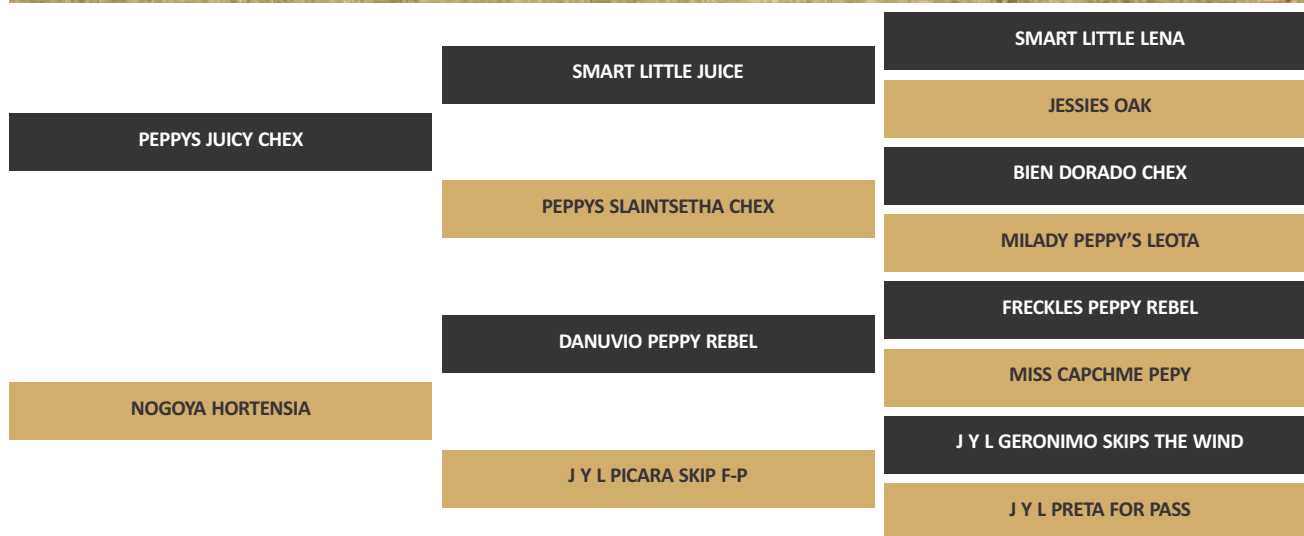 SMART LITTLE LENA
SMART LITTLE JUICE
JESSIES OAK
PEPPYS JUICY CHEX
BIEN DORADO CHEX
PEPPYS SLAINTSETHA CHEX
MILADY PEPPY’S LEOTA
FRECKLES PEPPY REBEL
DANUVIO PEPPY REBEL
MISS CAPCHME PEPY
NOGOYA HORTENSIA
J Y L GERONIMO SKIPS THE WIND
J Y L PICARA SKIP F-P
J Y L PRETA FOR PASS